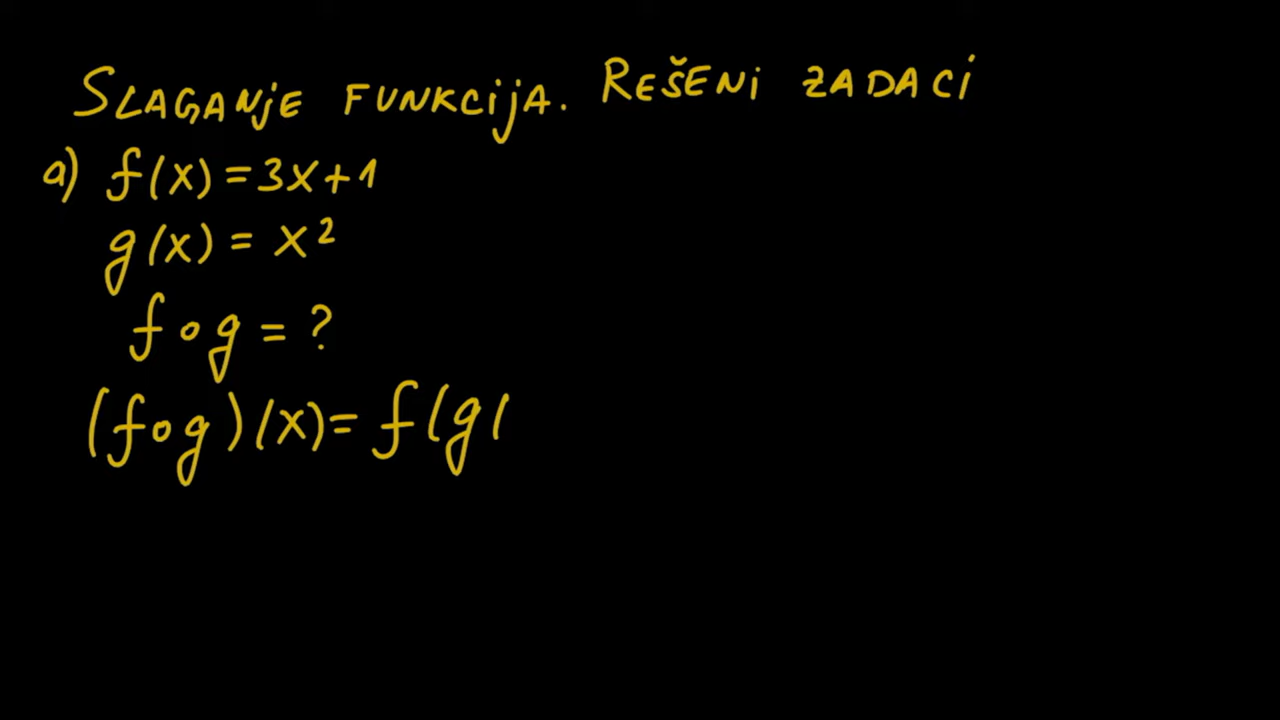 SLAGANjE FUNKCijA. REŠENi ZADACi
a) f(x) = 3x + 1
g(x) = x²
f ∘ g = ?
(f ∘ g)(x) = f(g(